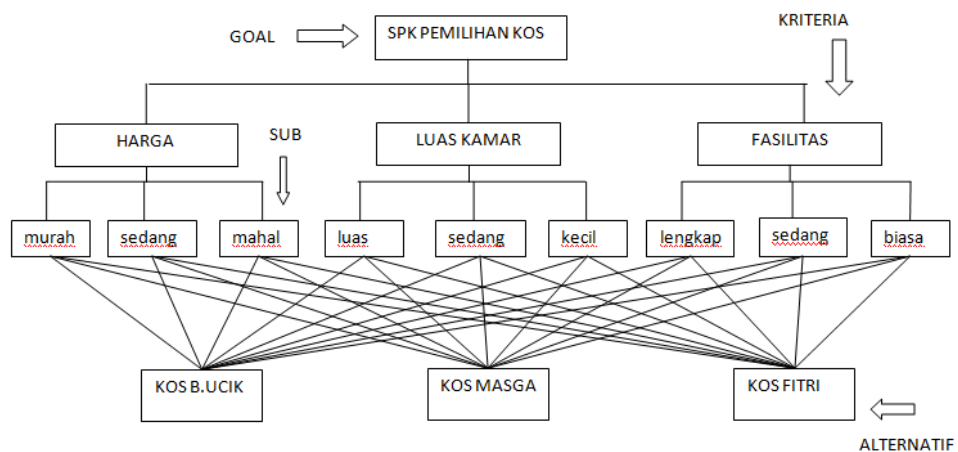 GOAL
SPK PEMILIHAN KOS
KRITERIA
HARGA
SUB
LUAS KAMAR
FASILITAS
murah
sedang
mahal
luas
sedang
kecil
lengkap
sedang
biasa
KOS B.UCIK
KOS MASGA
KOS FITRI
ALTERNATIF